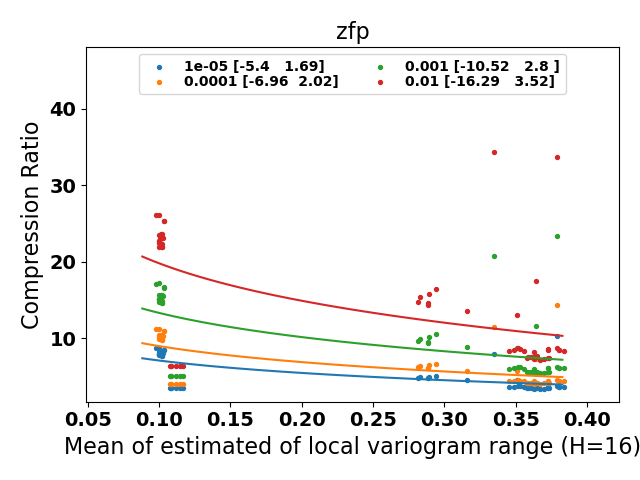 zfp
1e-05 [-5.4   1.69]
0.0001 [-6.96  2.02]
0.001 [-10.52   2.8 ]
0.01 [-16.29   3.52]
Compression Ratio
40
30
20
10
0.05 0.10 0.15 0.20 0.25 0.30 0.35 0.40
Mean of estimated of local variogram range (H=16)